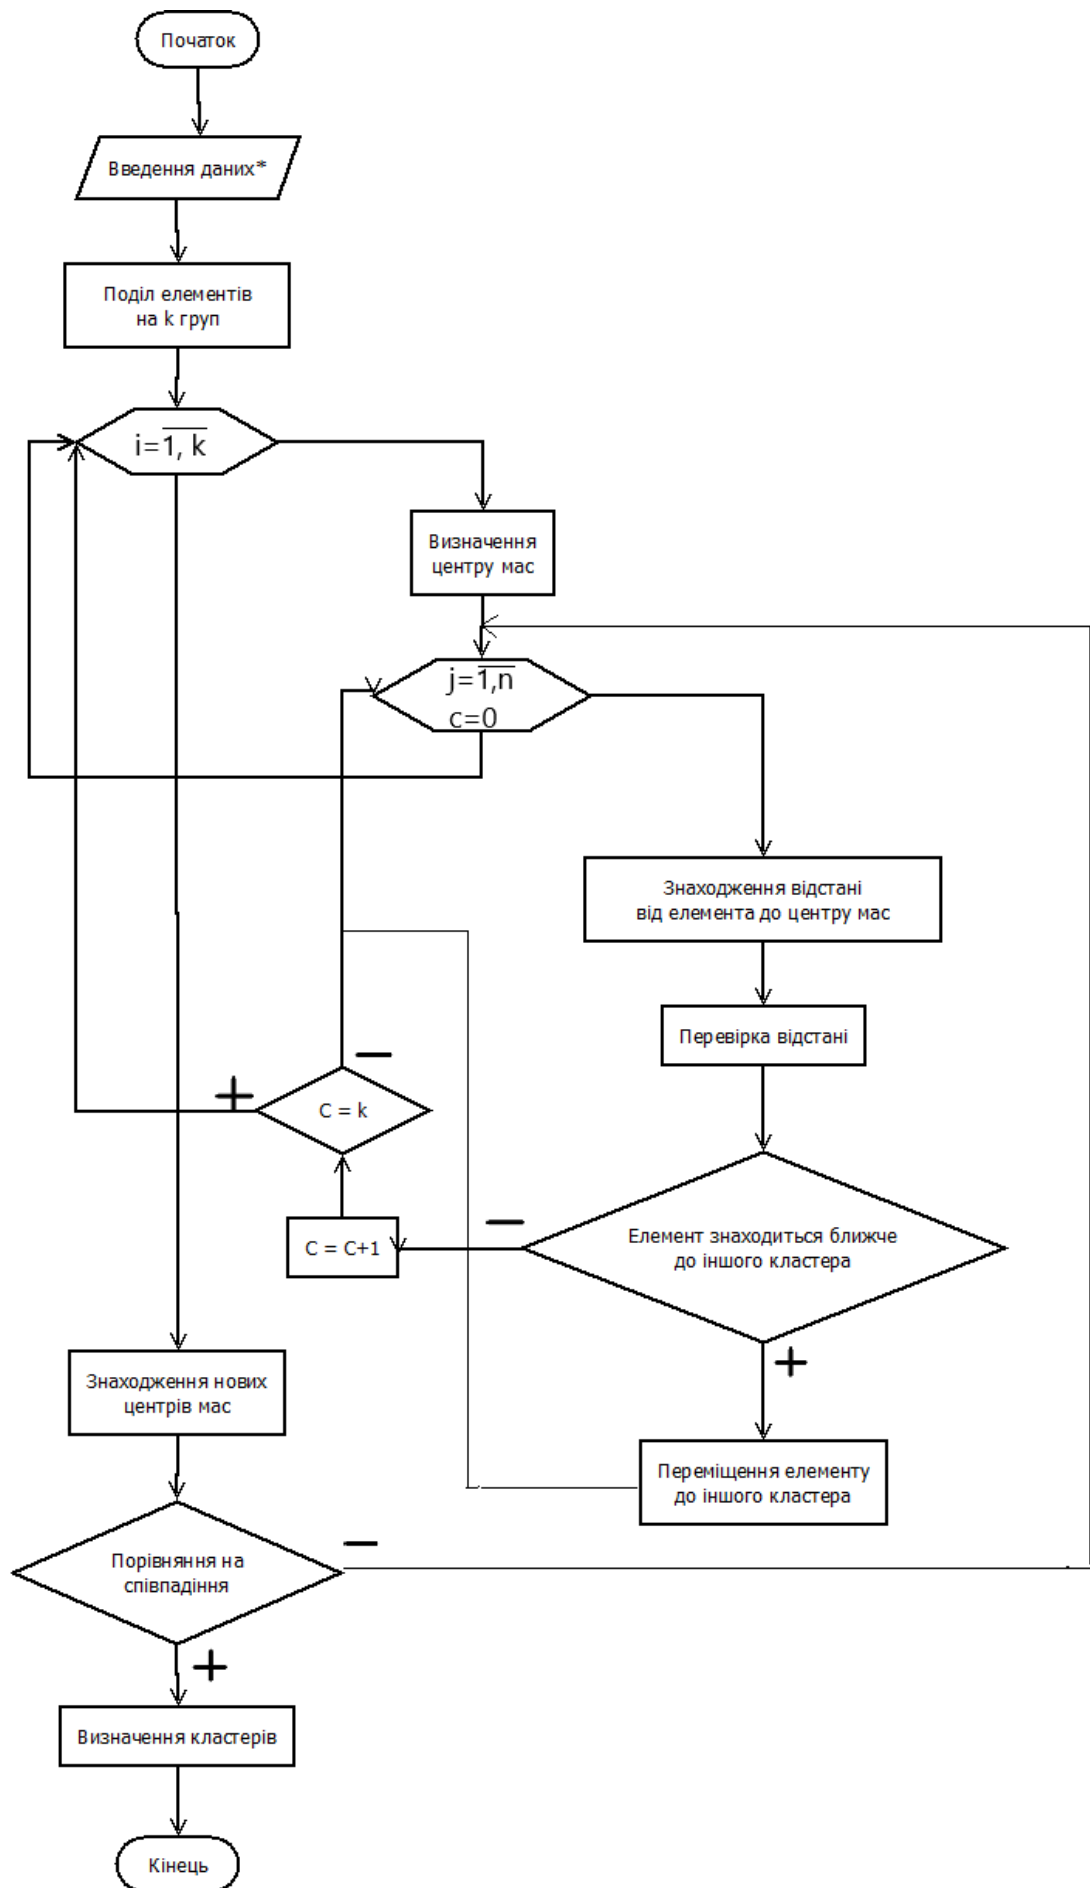 Початок
Введення даних*
Поділ елементів
на k груп
i=1, k
Визначення
центру мас
j=1,n
c=0
Знаходження відстані
від елемента до центру мас
Перевірка відстані
−
+
C = k
Елемент знаходиться ближче
до іншого кластера
−
C = C+1
+
Знаходження нових
центрів мас
Переміщення елементу
до іншого кластера
−
Порівняння на
співпадіння
+
Визначення кластерів
Кінець